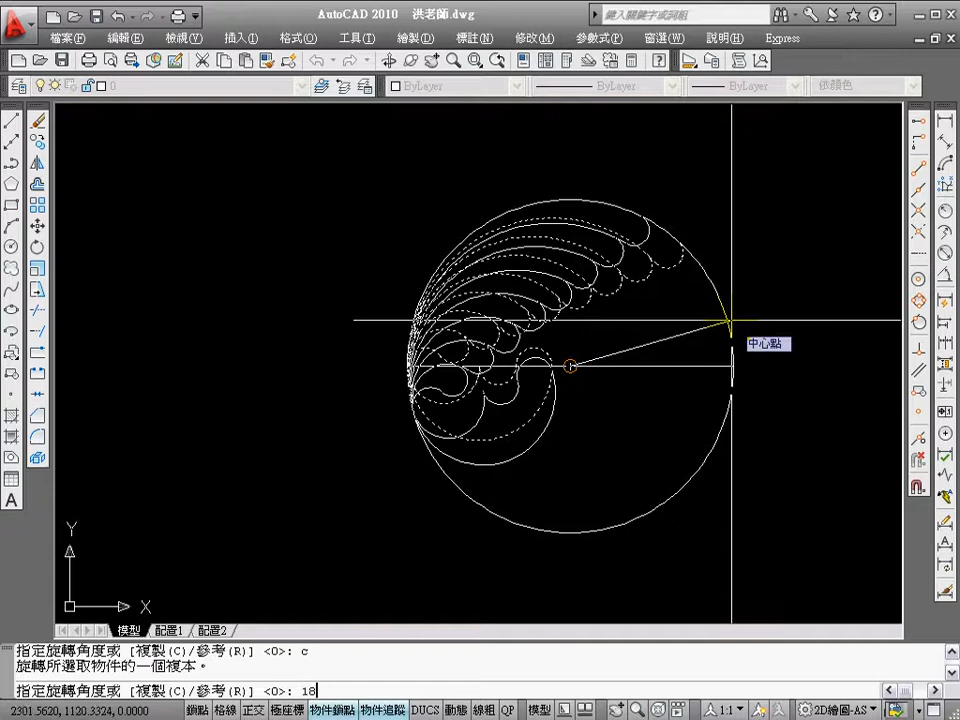 AutoCAD 2010 洪老師.dwg
鍵入關鍵字或詞組
檔案(F) 編輯(E) 檢視(V) 插入(I) 格式(O) 工具(T) 繪製(D) 標註(N) 修改(M) 參數式(P) 視窗(W) 說明(H) Express
0 ByLayer ByLayer ByLayer 依顏色
中心點
Y
X
模型 配置1 配置2
指定旋轉角度或 [複製(C)/參考(R)] <0>: c
旋轉所選取物件的一個複本。
指定旋轉角度或 [複製(C)/參考(R)] <0>: 18
2301.5620, 1120.3324, 0.0000 鎖點 格線 正交 極座標 物件鎖點 物件追蹤 DUCS 動態 線粗 QP 模型 1:1 2D繪圖-AS